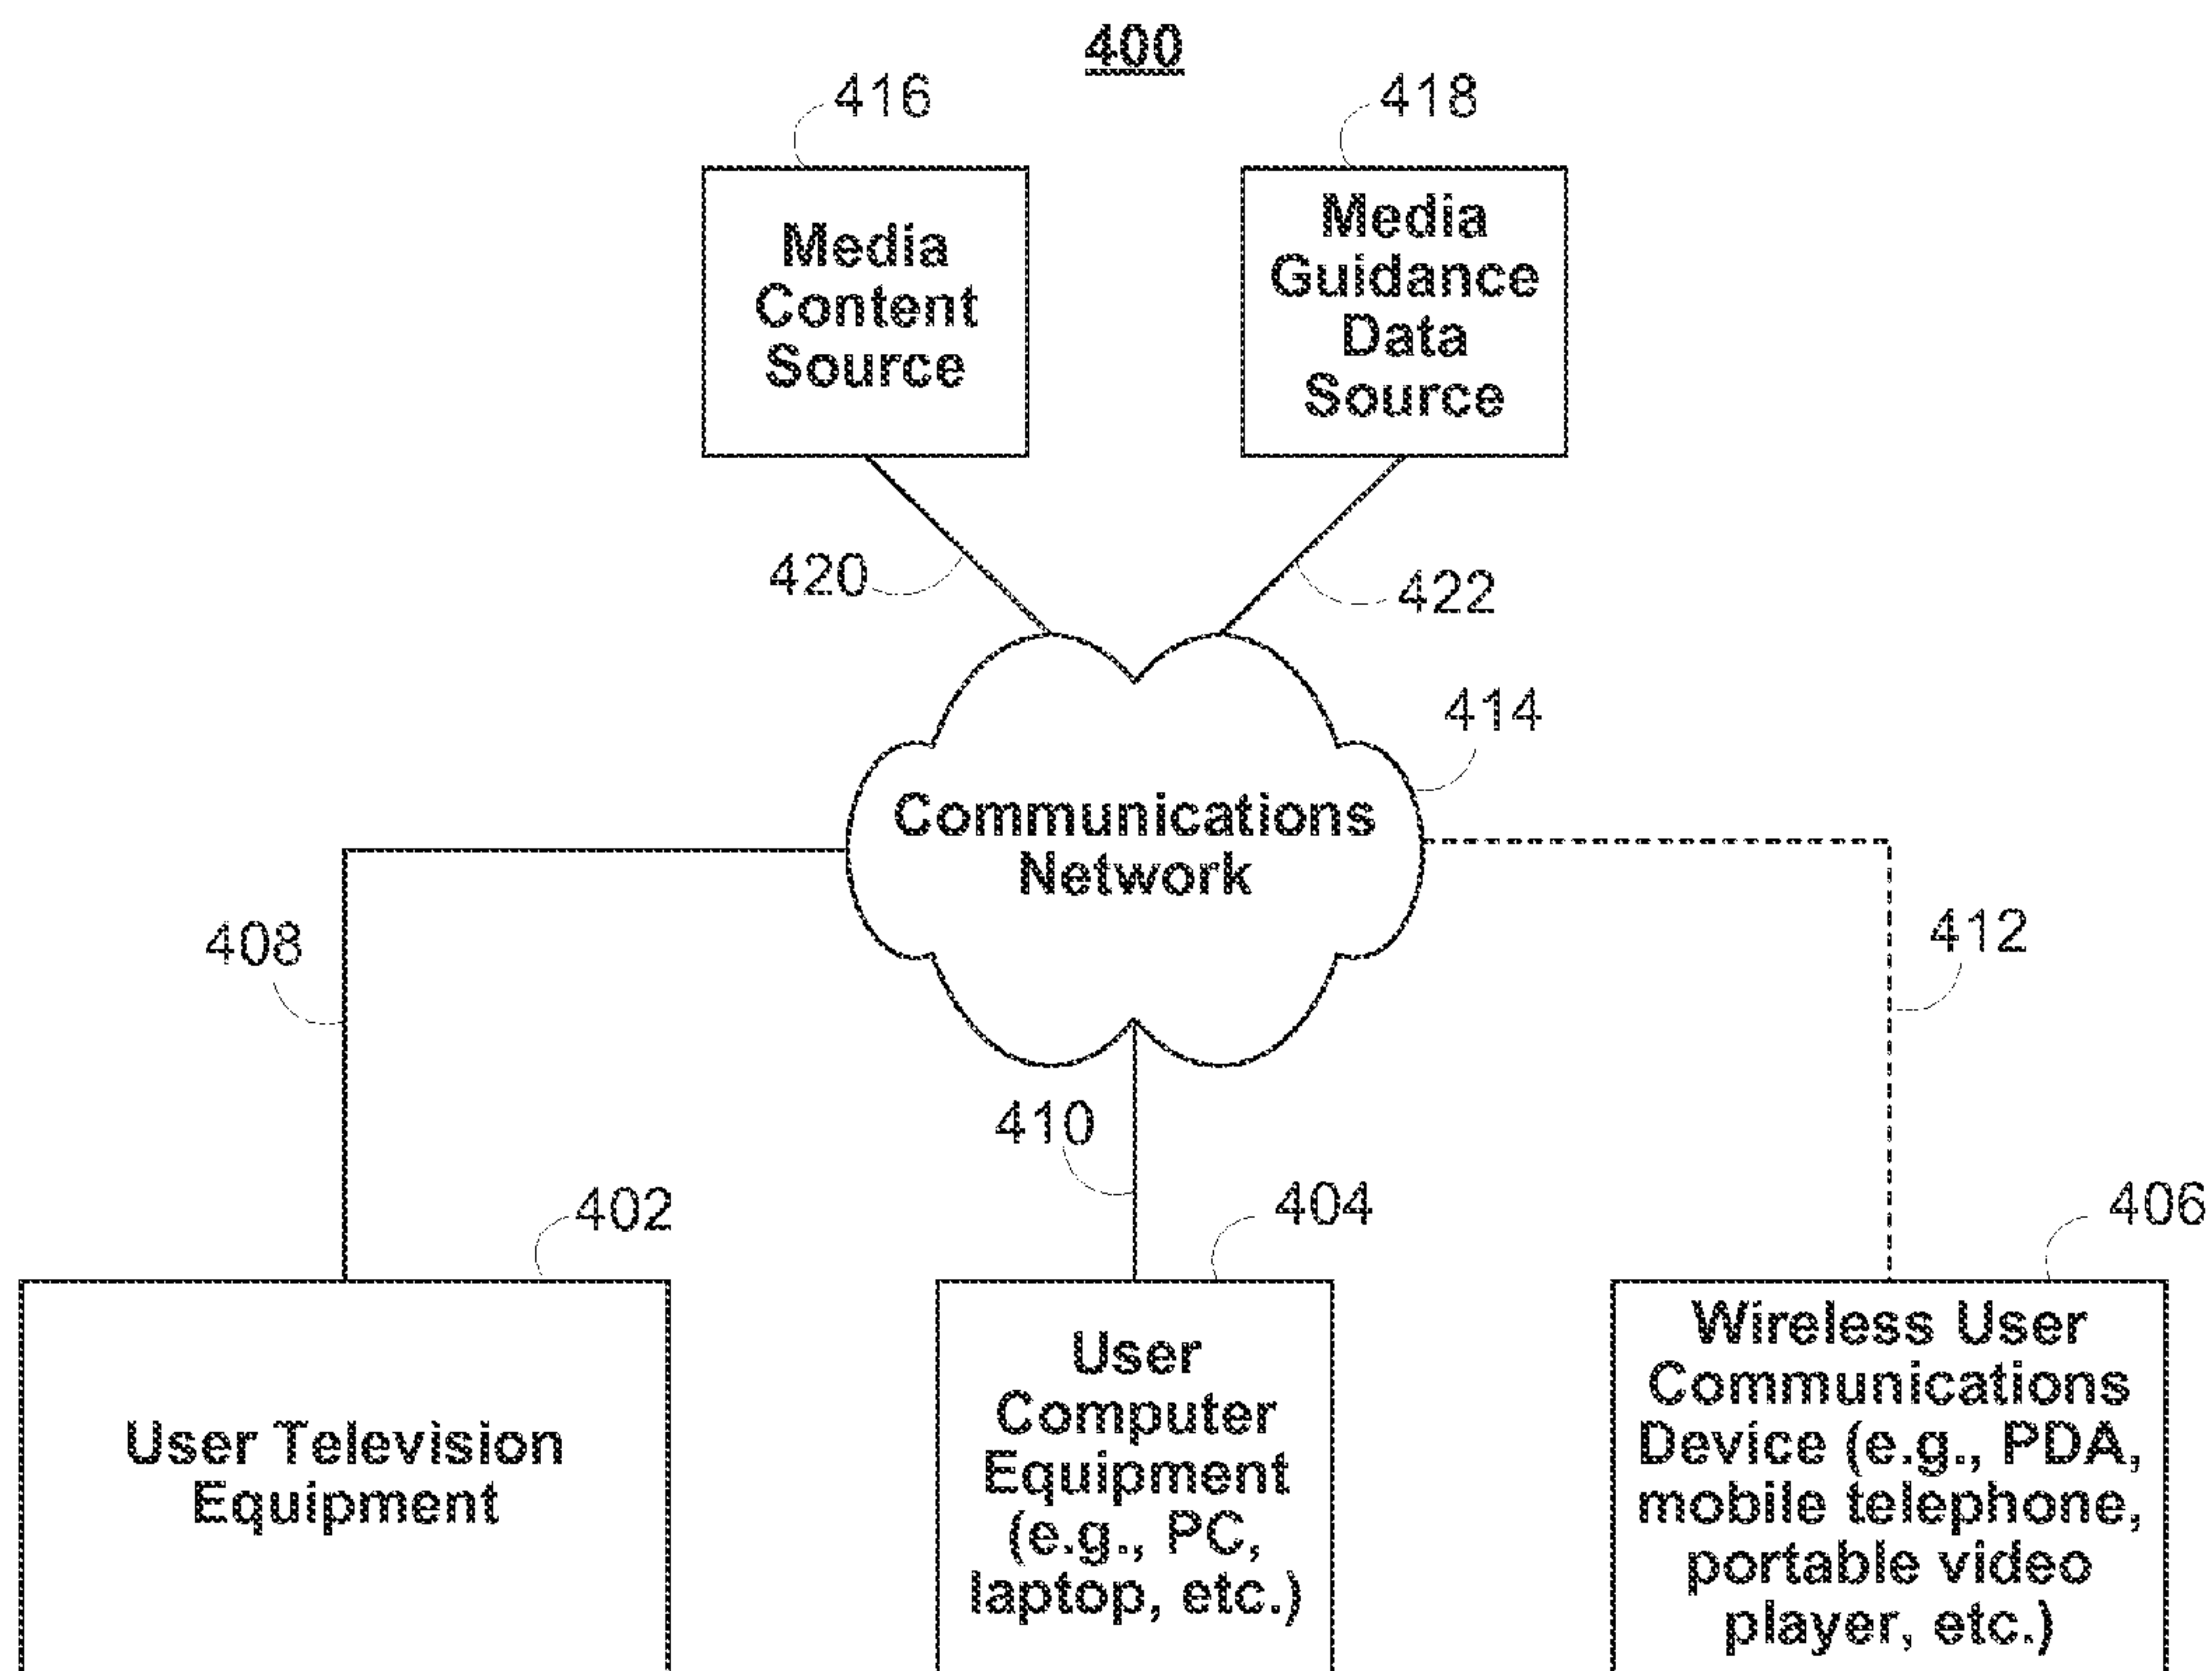 400
416
418
Media
Content
Source
Media
Guidance
Data
Source
420
422
414
Communications
Network
408
412
410
402
404
406
User Television
Equipment
User
Computer
Equipment
(e.g., PC,
laptop, etc.)
Wireless User
Communications
Device (e.g., PDA,
mobile telephone,
portable video
player, etc.)